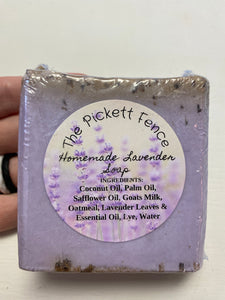 The Pickett Fence
Homemade Lavender
Soap
INGREDIENTS:
Coconut Oil, Palm Oil,
Safflower Oil, Goats Milk,
Oatmeal, Lavender Leaves &
Essential Oil, Lye, Water